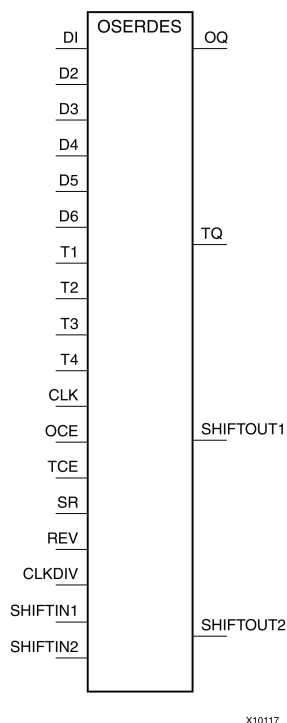 OSERDES
DI
OQ
D2
D3
D4
D5
D6
TQ
T1
T2
T3
T4
CLK
OCE
SHIFTOUT1
TCE
SR
REV
CLKDIV
SHIFTIN1
SHIFTOUT2
SHIFTIN2
X10117